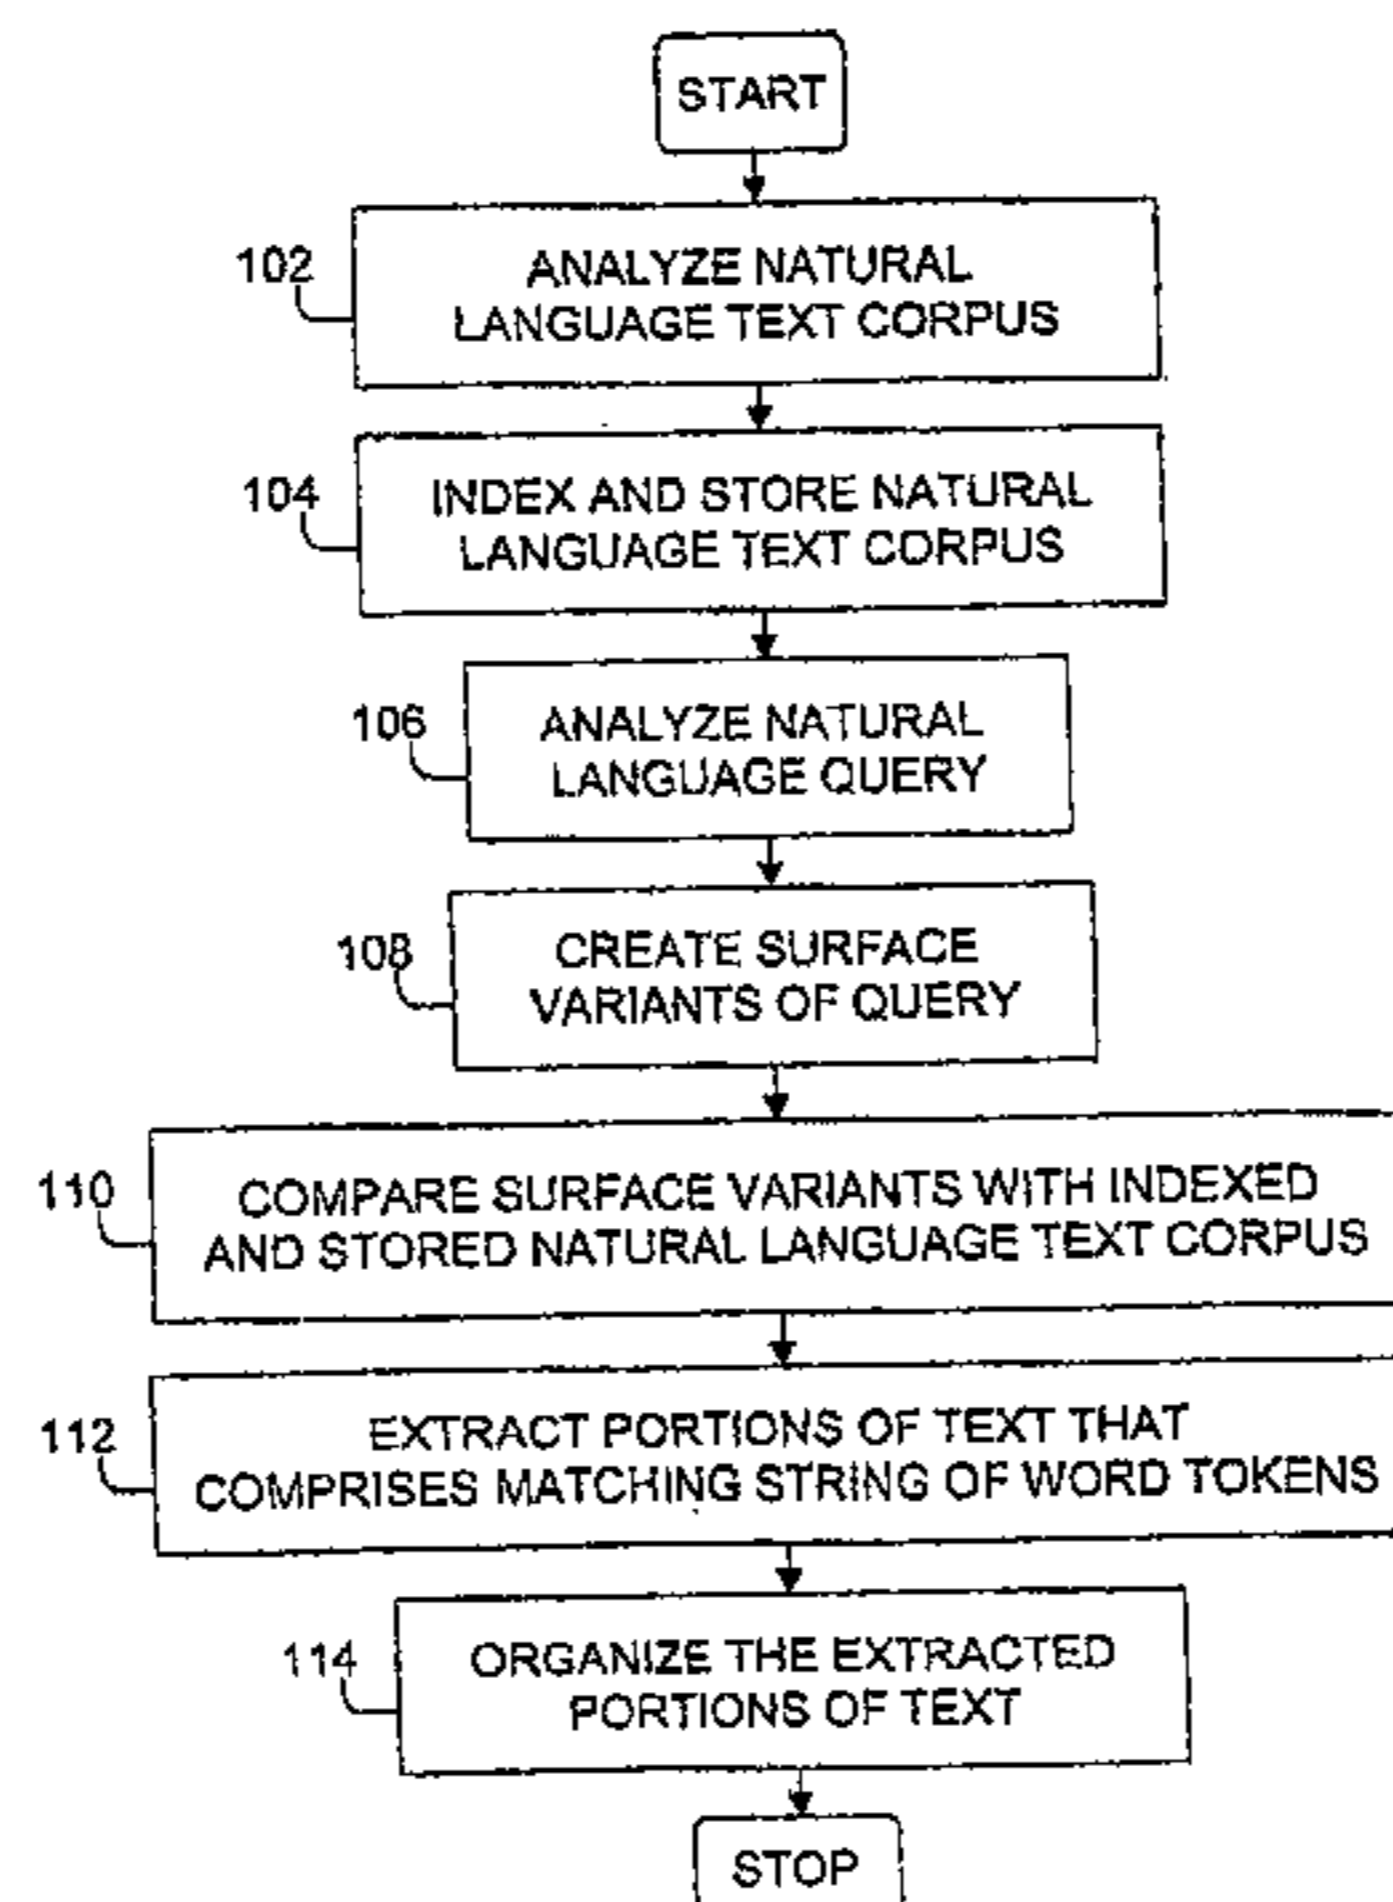 START
102
ANALYZE NATURAL
LANGUAGE TEXT CORPUS
104
INDEX AND STORE NATURAL
LANGUAGE TEXT CORPUS
106
ANALYZE NATURAL
LANGUAGE QUERY
108
CREATE SURFACE
VARIANTS OF QUERY
110
COMPARE SURFACE VARIANTS WITH INDEXED
AND STORED NATURAL LANGUAGE TEXT CORPUS
112
EXTRACT PORTIONS OF TEXT THAT
COMPRISES MATCHING STRING OF WORD TOKENS
114
ORGANIZE THE EXTRACTED
PORTIONS OF TEXT
STOP